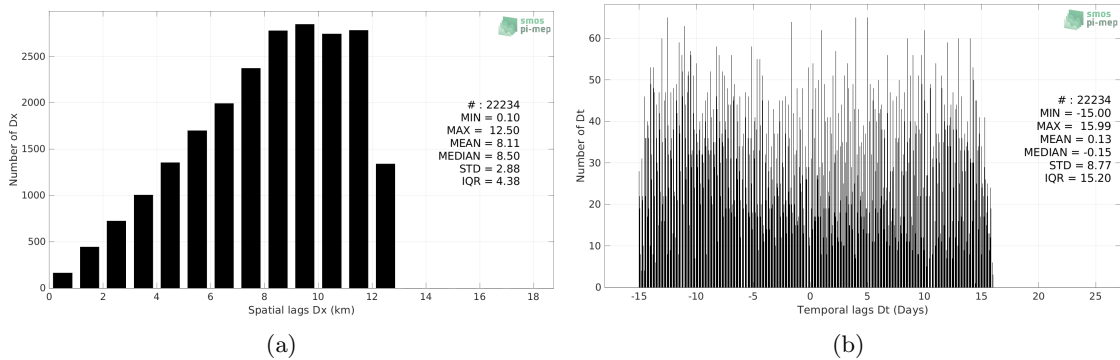 smos
pi-mep
2500
2000
1500
1000
500
0
Number of Dx
# : 22234
MIN = 0.10
MAX = 12.50
MEAN = 8.11
MEDIAN = 8.50
STD = 2.88
IQR = 4.38
0 2 4 6 8 10 12 14 16 18
Spatial lags Dx (km)
(a)
smos
pi-mep
60
50
40
30
20
10
0
Number of Dt
# : 22234
MIN = -15.00
MAX = 15.99
MEAN = 0.13
MEDIAN = -0.15
STD = 8.77
IQR = 15.20
-15 -10 -5 0 5 10 15 20 25
Temporal lags Dt (Days)
(b)